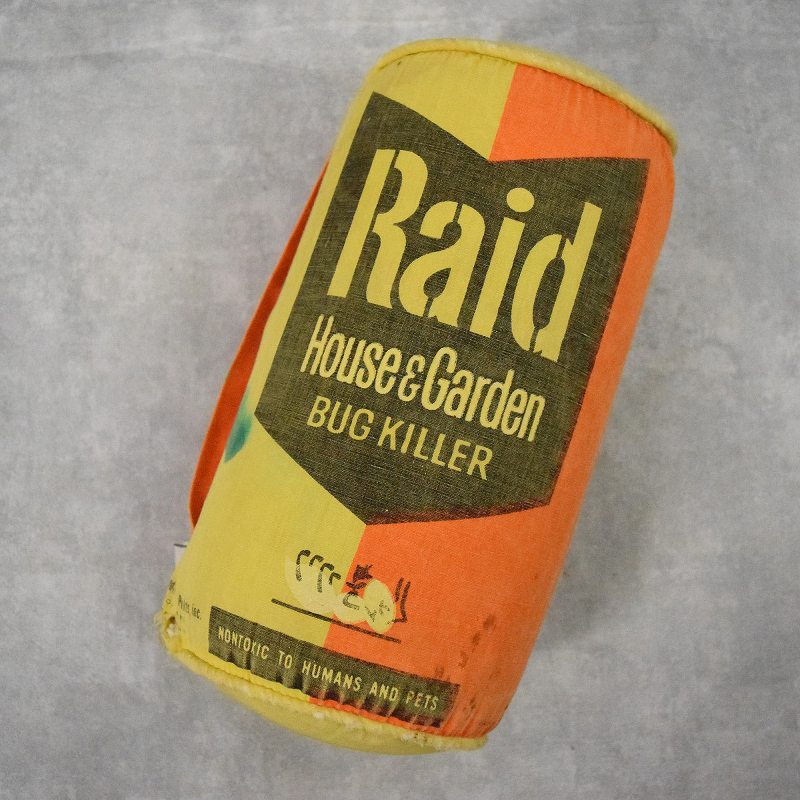 Raid
House & Garden
BUG KILLER
NONTOXIC TO HUMANS AND PETS